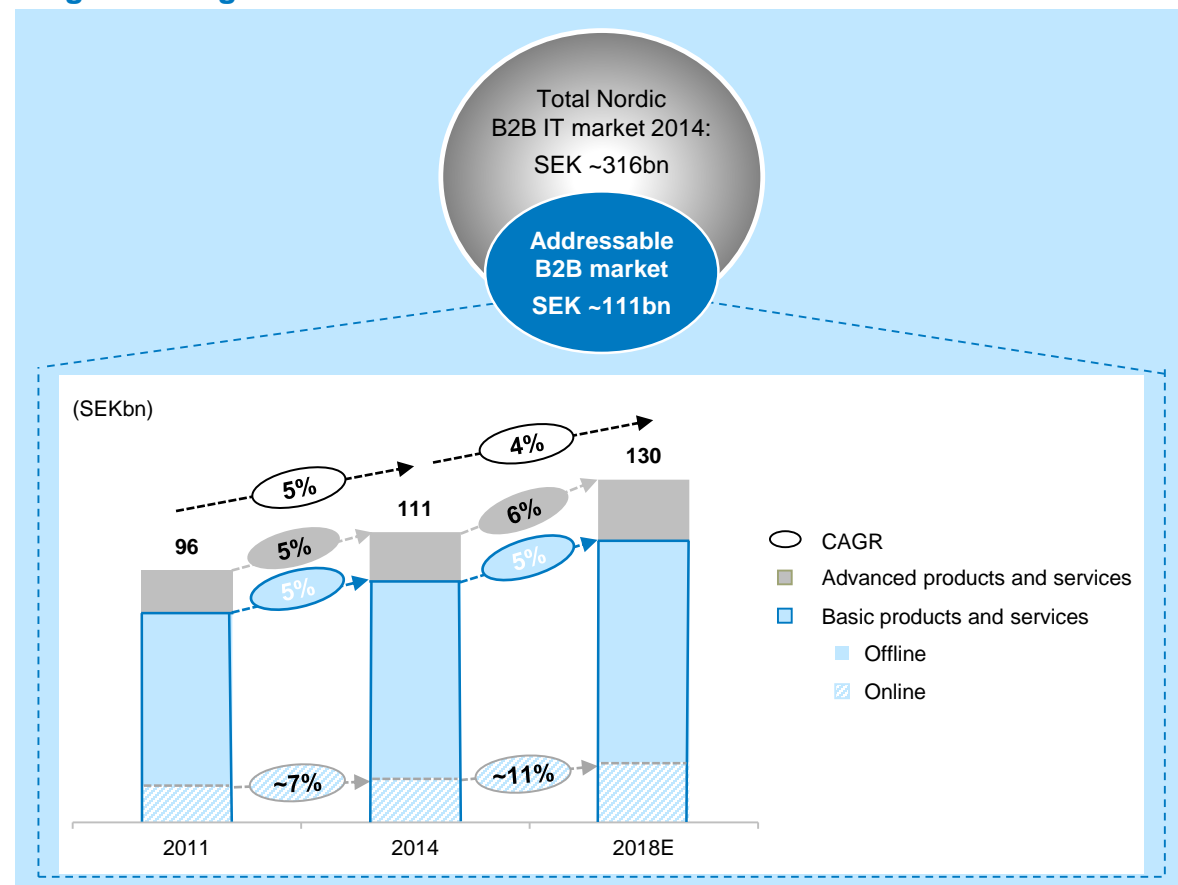 Total Nordic
B2B IT market 2014:
SEK ~316bn
Addressable
B2B market
SEK ~111bn
(SEKbn)
4%
130
5%
111
6%
96
5%
5%
5%
CAGR
Advanced products and services
Basic products and services
Offline
Online
~7%
~11%
2011
2014
2018E